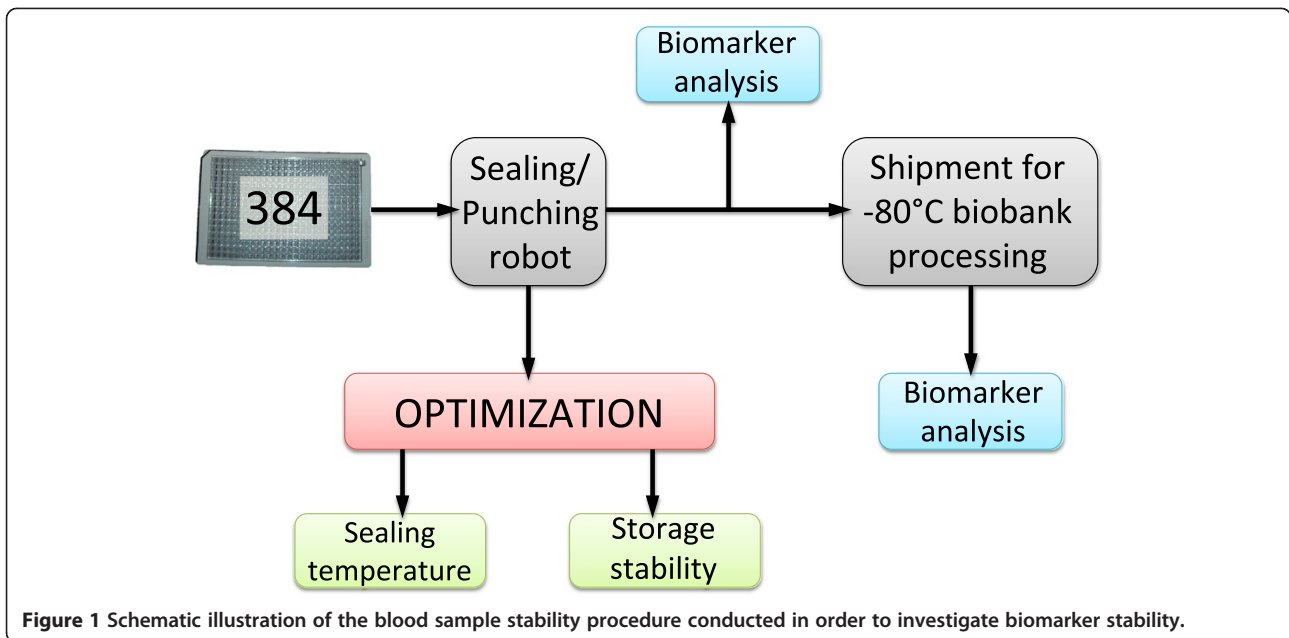 Biomarker
analysis
384
Sealing/
Punching
robot
Shipment for
-80°C biobank
processing
OPTIMIZATION
Biomarker
analysis
Sealing
temperature
Storage
stability
Figure 1 Schematic illustration of the blood sample stability procedure conducted in order to investigate biomarker stability.